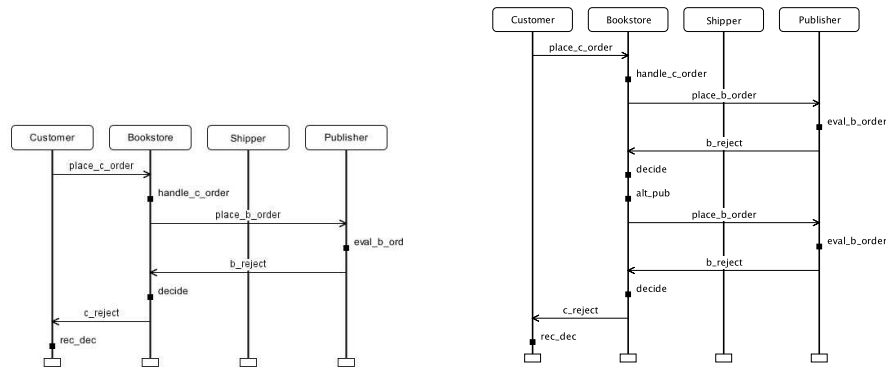 Customer Bookstore Shipper Publisher
place_c_order
handle_c_order
place_b_order
eval_b_ord
b_reject
decide
c_reject
rec_dec
Customer Bookstore Shipper Publisher
place_c_order
handle_c_order
place_b_order
eval_b_order
b_reject
decide
alt_pub
place_b_order
eval_b_order
b_reject
decide
c_reject
rec_dec